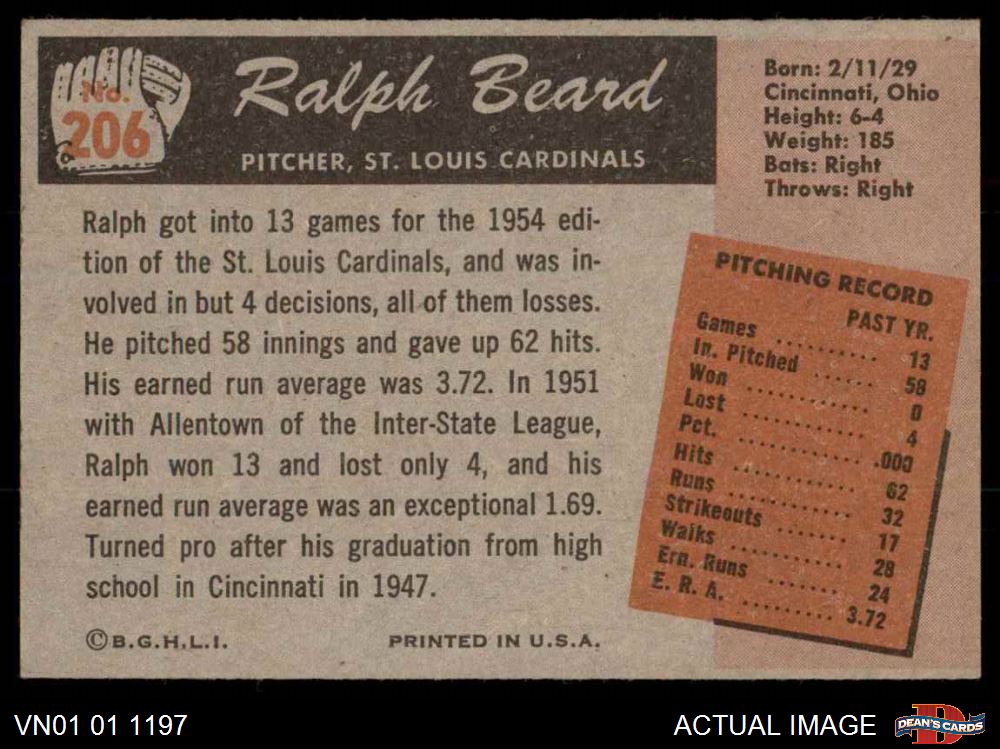 No.
206
Ralph Beard
PITCHER, ST. LOUIS CARDINALS
Born: 2/11/29
Cincinnati, Ohio
Height: 6-4
Weight: 185
Bats: Right
Throws: Right
Ralph got into 13 games for the 1954 edi-
tion of the St. Louis Cardinals, and was in-
volved in but 4 decisions, all of them losses.
He pitched 58 innings and gave up 62 hits.
His earned run average was 3.72. In 1951
with Allentown of the Inter-State League,
Ralph won 13 and lost only 4, and his
earned run average was an exceptional 1.69.
Turned pro after his graduation from high
school in Cincinnati in 1947.
©B.G.H.L.I.
PRINTED IN U.S.A.
PITCHING RECORD
PAST YR.
Games .......... 13
In. Pitched ...... 58
Won ........... 0
Lost ........... 4
Pct. ........... .000
Hits ........... 62
Runs ........... 32
Strikeouts ....... 17
Walks .......... 28
Ern. Runs ....... 24
E. R. A. ......... 3.72
VN01 01 1197
ACTUAL IMAGE
DEAN'S CARDS